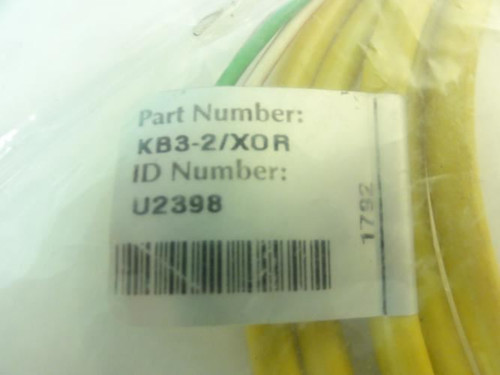 Part Number:
KB3-2/XOR
ID Number:
U2398
1792